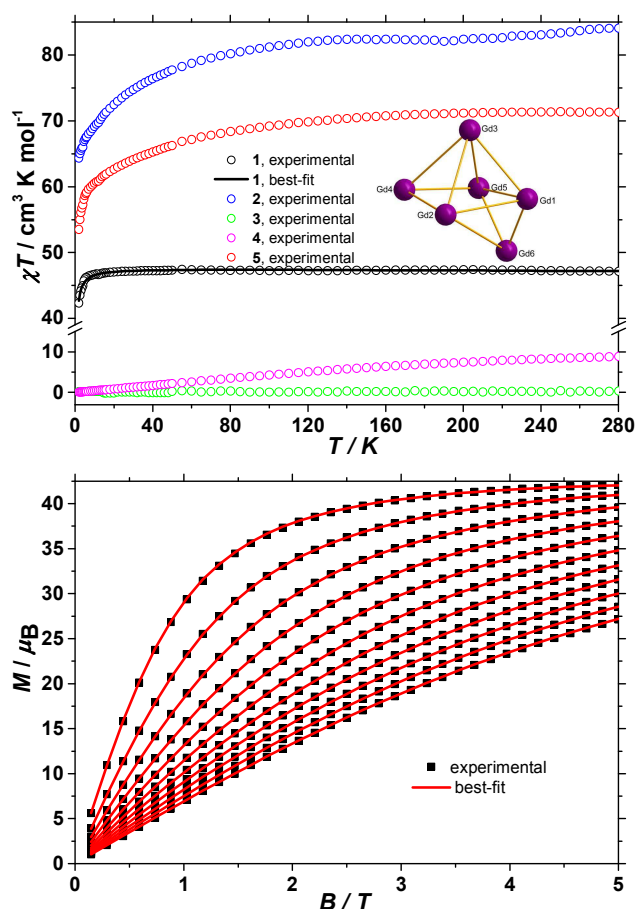 80
70
60
50
40
10
0
χT / cm³ K mol⁻¹
1, experimental
1, best-fit
2, experimental
3, experimental
4, experimental
5, experimental
Gd3
Gd4
Gd5
Gd1
Gd2
Gd6
0 40 80 120 160 200 240 280
T / K
40
35
30
25
20
15
10
5
0
M / μB
experimental
best-fit
0 1 2 3 4 5
B / T